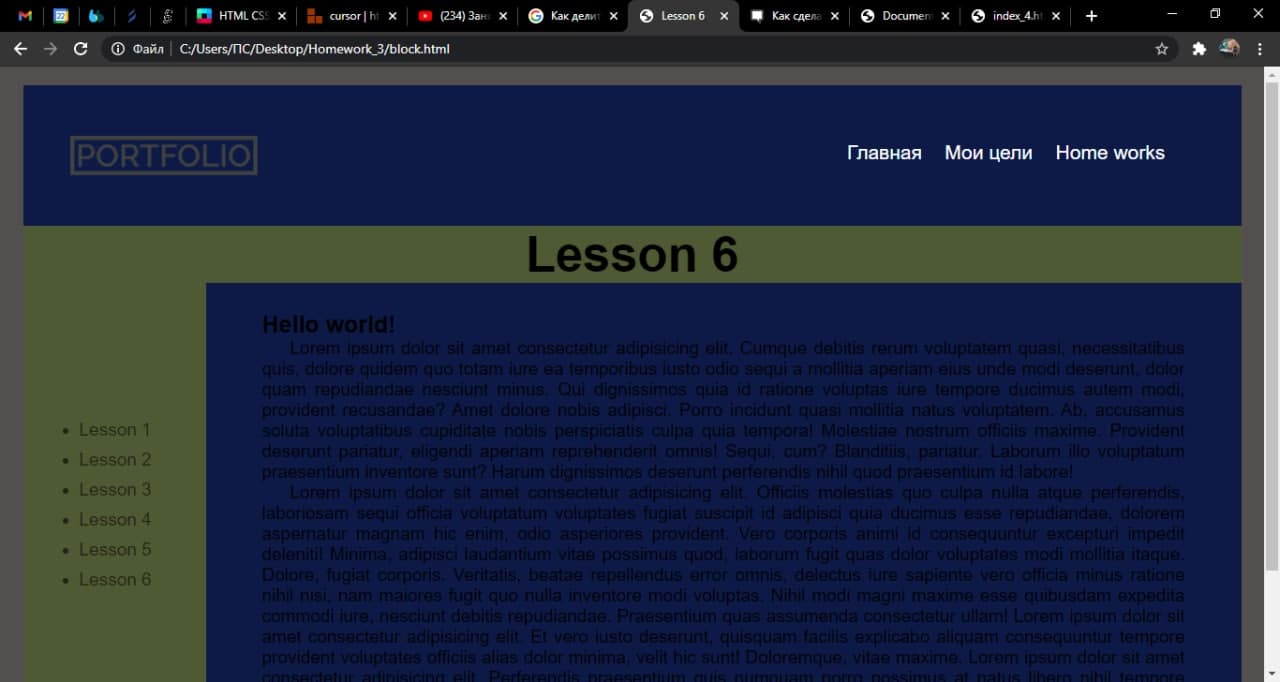 22
HTML CSS
cursor | ht
(234) Заня
Как делит
Lesson 6
Как сдела
Document
index_4.ht
Файл
C:/Users/ПС/Desktop/Homework_3/block.html
PORTFOLIO
Главная Мои цели Home works
Lesson 6
Lesson 1
Lesson 2
Lesson 3
Lesson 4
Lesson 5
Lesson 6
Hello world!
Lorem ipsum dolor sit amet consectetur adipisicing elit. Cumque debitis rerum voluptatem quasi, necessitatibus
quis, dolore quidem quo totam iure ea temporibus iusto odio sequi a mollitia aperiam eius unde modi deserunt, dolor
quam repudiandae nesciunt minus. Qui dignissimos quia id ratione voluptas iure tempore ducimus autem modi,
provident recusandae? Amet dolore nobis adipisci. Porro incidunt quasi mollitia natus voluptatem. Ab, accusamus
soluta voluptatibus cupiditate nobis perspiciatis culpa quia tempora! Molestiae nostrum officiis maxime. Provident
deserunt pariatur, eligendi aperiam reprehenderit omnis! Sequi, cum? Blanditiis, pariatur. Laborum illo voluptatum
praesentium inventore sunt? Harum dignissimos deserunt perferendis nihil quod praesentium id labore!
Lorem ipsum dolor sit amet consectetur adipisicing elit. Officiis molestias quo culpa nulla atque perferendis,
laboriosam sequi officia voluptatum voluptates fugiat suscipit id adipisci quia ducimus esse repudiandae, dolorem
aspernatur magnam hic enim, odio asperiores provident. Vero corporis animi id consequuntur excepturi impedit
deleniti! Minima, adipisci laudantium vitae possimus quod, laborum fugit quas dolor voluptates modi mollitia itaque.
Dolore, fugiat corporis. Veritatis, beatae repellendus error omnis, delectus iure sapiente vero officia minus ratione
nihil nisi, nam maiores fugit quo nulla inventore modi voluptas. Nihil modi magni maxime esse quibusdam expedita
commodi iure, nesciunt debitis repudiandae. Praesentium quas assumenda consectetur ullam! Lorem ipsum dolor sit
amet consectetur adipisicing elit. Et vero iusto deserunt, quisquam facilis explicabo aliquam consequuntur tempore
provident voluptates officiis alias dolor minima, velit hic sunt! Doloremque, vitae maxime. Lorem ipsum dolor sit amet
consectetur adipisicing elit. Perferendis praesentium quis numquam porro possimus at natus libero nihil tempore